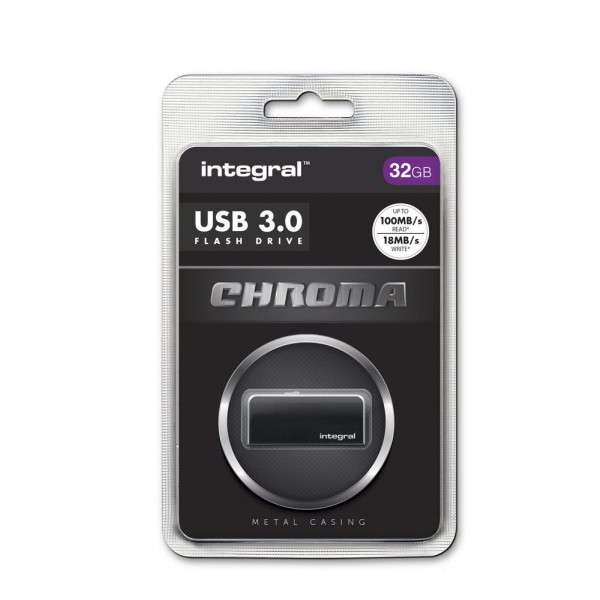 integral™
32GB
USB 3.0
FLASH DRIVE
UP TO
100MB/s
READ*
18MB/s
WRITE*
CHROMA
integral
METAL CASING